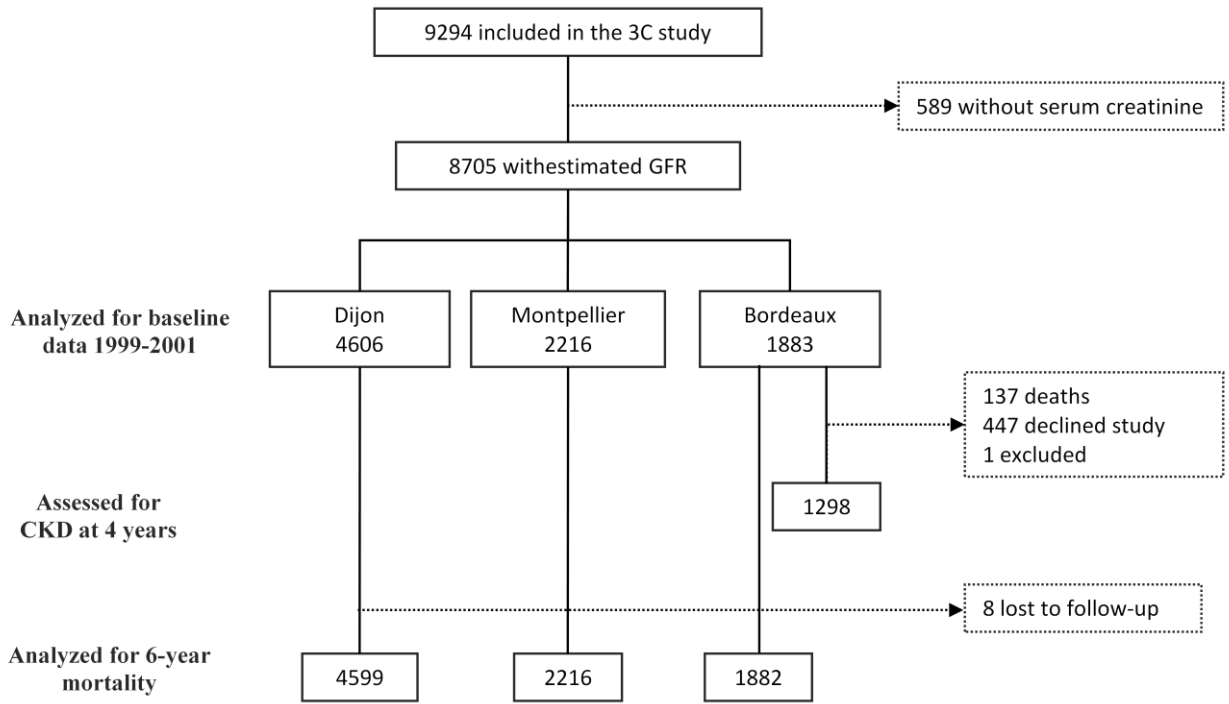 9294 included in the 3C study
589 without serum creatinine
8705 withestimated GFR
Analyzed for baseline
data 1999-2001
Dijon
4606
Montpellier
2216
Bordeaux
1883
137 deaths
447 declined study
1 excluded
Assessed for
CKD at 4 years
1298
8 lost to follow-up
Analyzed for 6-year
mortality
4599
2216
1882